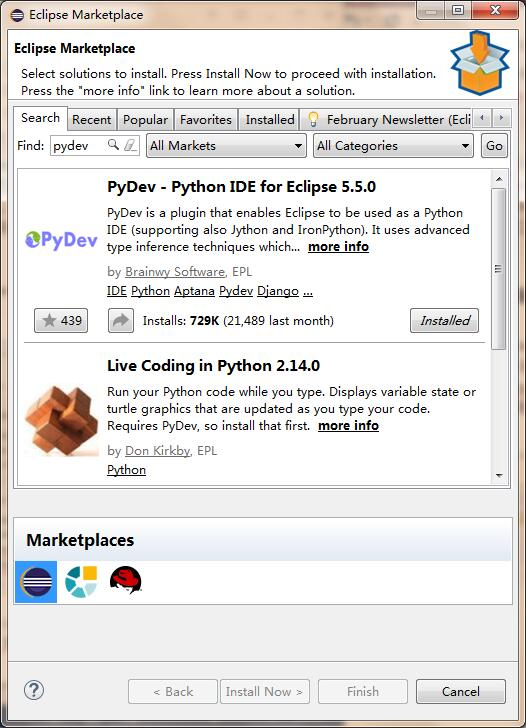 Eclipse Marketplace
Eclipse Marketplace
Select solutions to install. Press Install Now to proceed with installation.
Press the "more info" link to learn more about a solution.
Search Recent Popular Favorites Installed February Newsletter (Ecli
Find: pydev All Markets All Categories Go
PyDev - Python IDE for Eclipse 5.5.0
PyDev is a plugin that enables Eclipse to be used as a Python
IDE (supporting also Jython and IronPython). It uses advanced
type inference techniques which... more info
PyDev
by Brainwy Software, EPL
IDE Python Aptana Pydev Django ...
439 Installs: 729K (21,489 last month) Installed
Live Coding in Python 2.14.0
Run your Python code while you type. Displays variable state or
turtle graphics that are updated as you type your code.
Requires PyDev, so install that first. more info
by Don Kirkby, EPL
Python
Marketplaces
? < Back Install Now > Finish Cancel